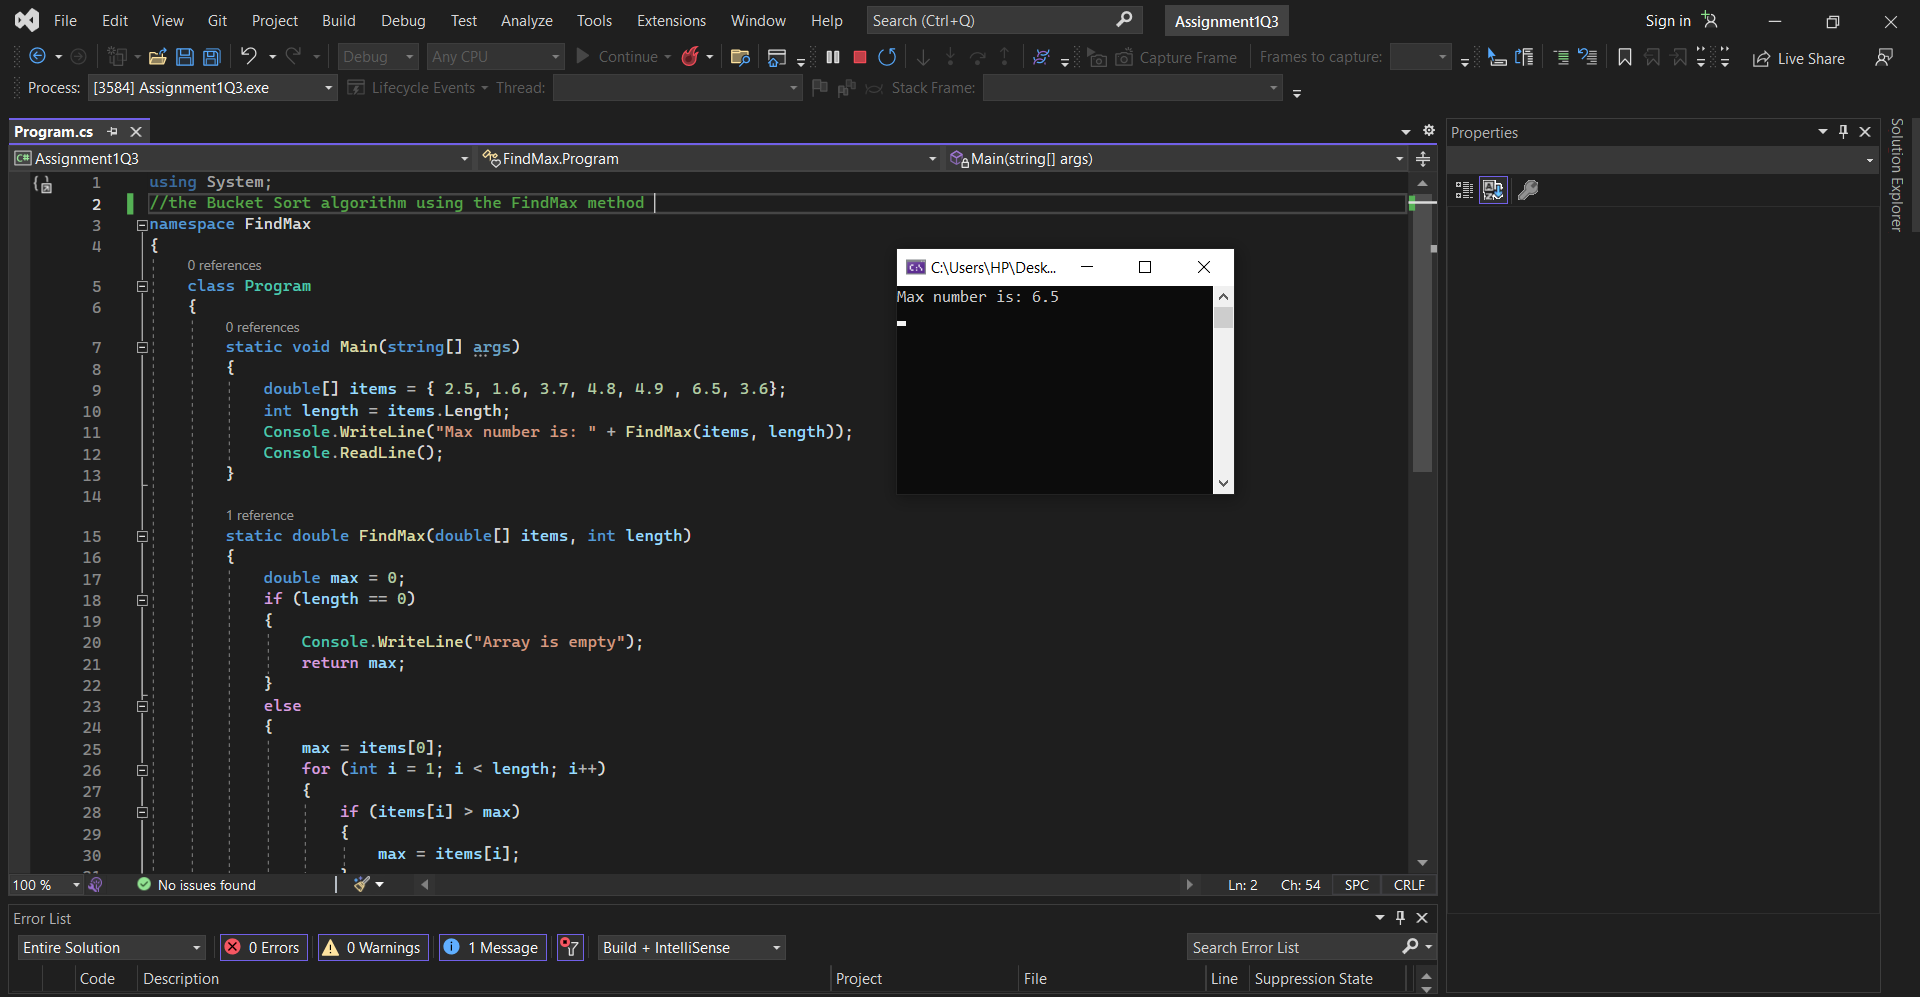 File Edit View Git Project Build Debug Test Analyze Tools Extensions Window Help Search (Ctrl+Q) Assignment1Q3 Sign in
Debug Any CPU Continue Capture Frame Frames to capture: Live Share
Process: [3584] Assignment1Q3.exe Lifecycle Events Thread: Stack Frame:
Program.cs
Assignment1Q3 FindMax.Program Main(string[] args)
1 using System;
2 //the Bucket Sort algorithm using the FindMax method
3 namespace FindMax
4 {
0 references
5 class Program
6 {
0 references
7 static void Main(string[] args)
8 {
9 double[] items = { 2.5, 1.6, 3.7, 4.8, 4.9 , 6.5, 3.6};
10 int length = items.Length;
11 Console.WriteLine("Max number is: " + FindMax(items, length));
12 Console.ReadLine();
13 }
14
1 reference
15 static double FindMax(double[] items, int length)
16 {
17 double max = 0;
18 if (length == 0)
19 {
20 Console.WriteLine("Array is empty");
21 return max;
22 }
23 else
24 {
25 max = items[0];
26 for (int i = 1; i < length; i++)
27 {
28 if (items[i] > max)
29 {
30 max = items[i];
C:\Users\HP\Desk...
Max number is: 6.5
100 % No issues found Ln: 2 Ch: 54 SPC CRLF
Error List
Entire Solution 0 Errors 0 Warnings 1 Message Build + IntelliSense Search Error List
Code Description Project File Line Suppression State
Properties
Solution Explorer